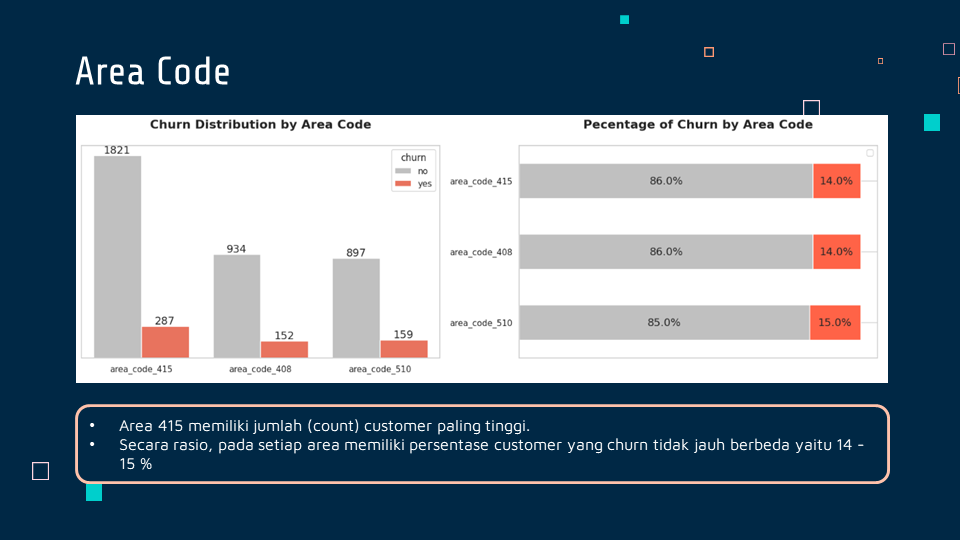 Area Code
Churn Distribution by Area Code
1821
287
934
152
897
159
churn
no
yes
area_code_415
area_code_408
area_code_510
Pecentage of Churn by Area Code
area_code_415
86.0%
14.0%
area_code_408
86.0%
14.0%
area_code_510
85.0%
15.0%
• Area 415 memiliki jumlah (count) customer paling tinggi.
• Secara rasio, pada setiap area memiliki persentase customer yang churn tidak jauh berbeda yaitu 14 -
15 %